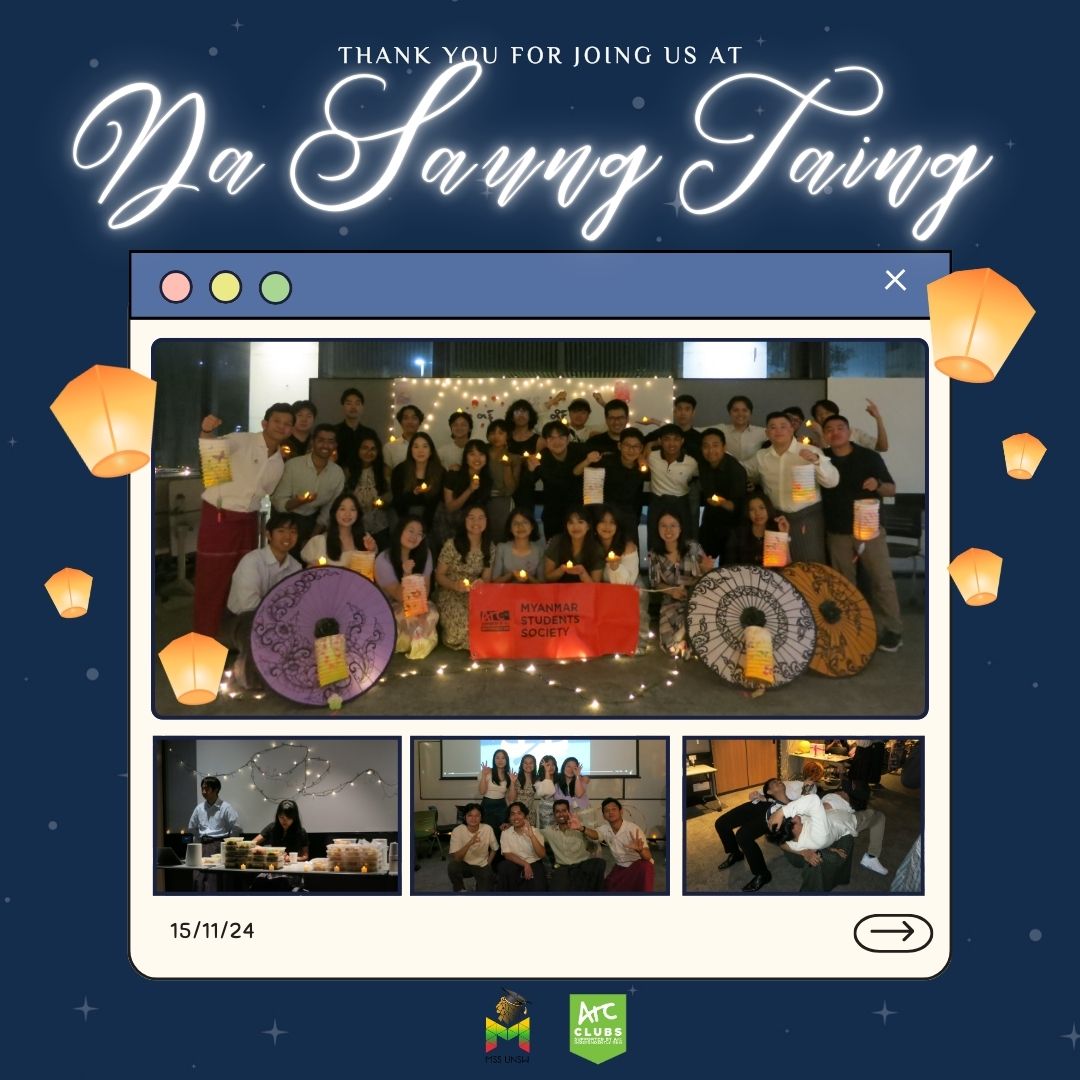 THANK YOU FOR JOING US AT
Da Saung Taing
ArC
MYANMAR
STUDENTS
SOCIETY
15/11/24
MSS UNSW
ArC
CLUBS